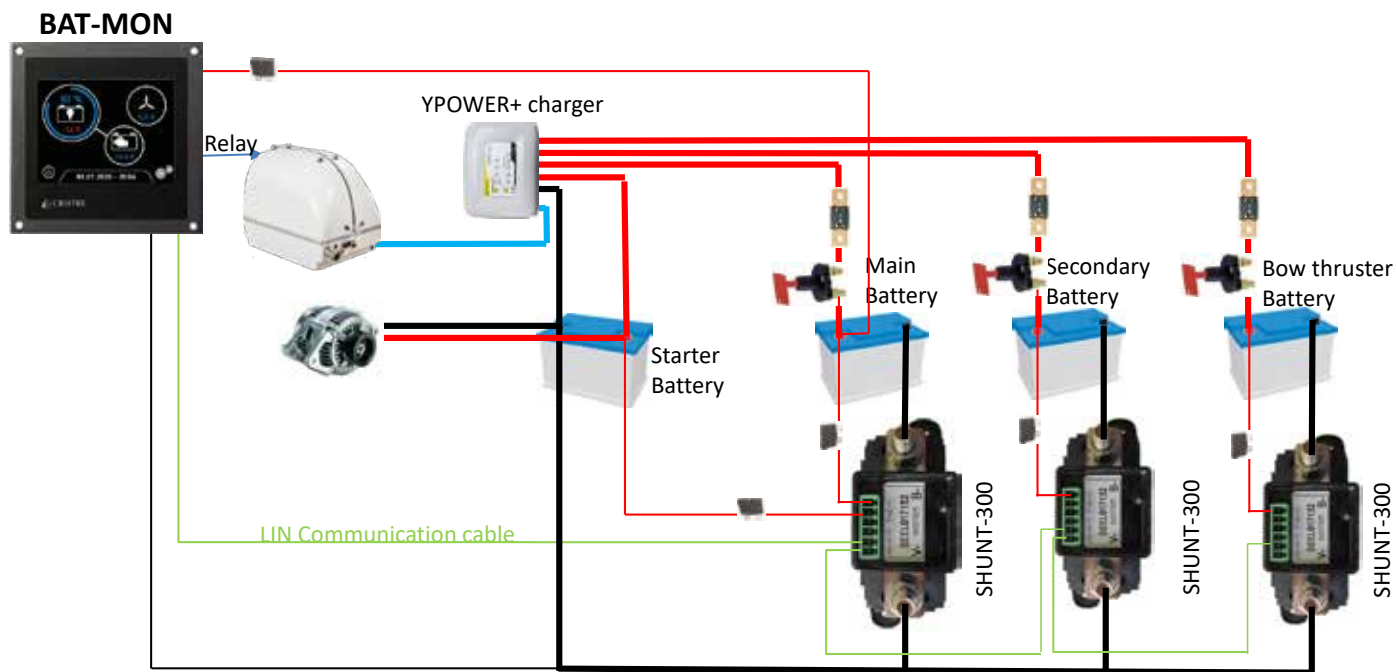 BAT-MON
YPOWER+ charger
Relay
Main
Battery
Secondary
Battery
Bow thruster
Battery
Starter
Battery
LIN Communication cable
SHUNT-300
SHUNT-300
SHUNT-300